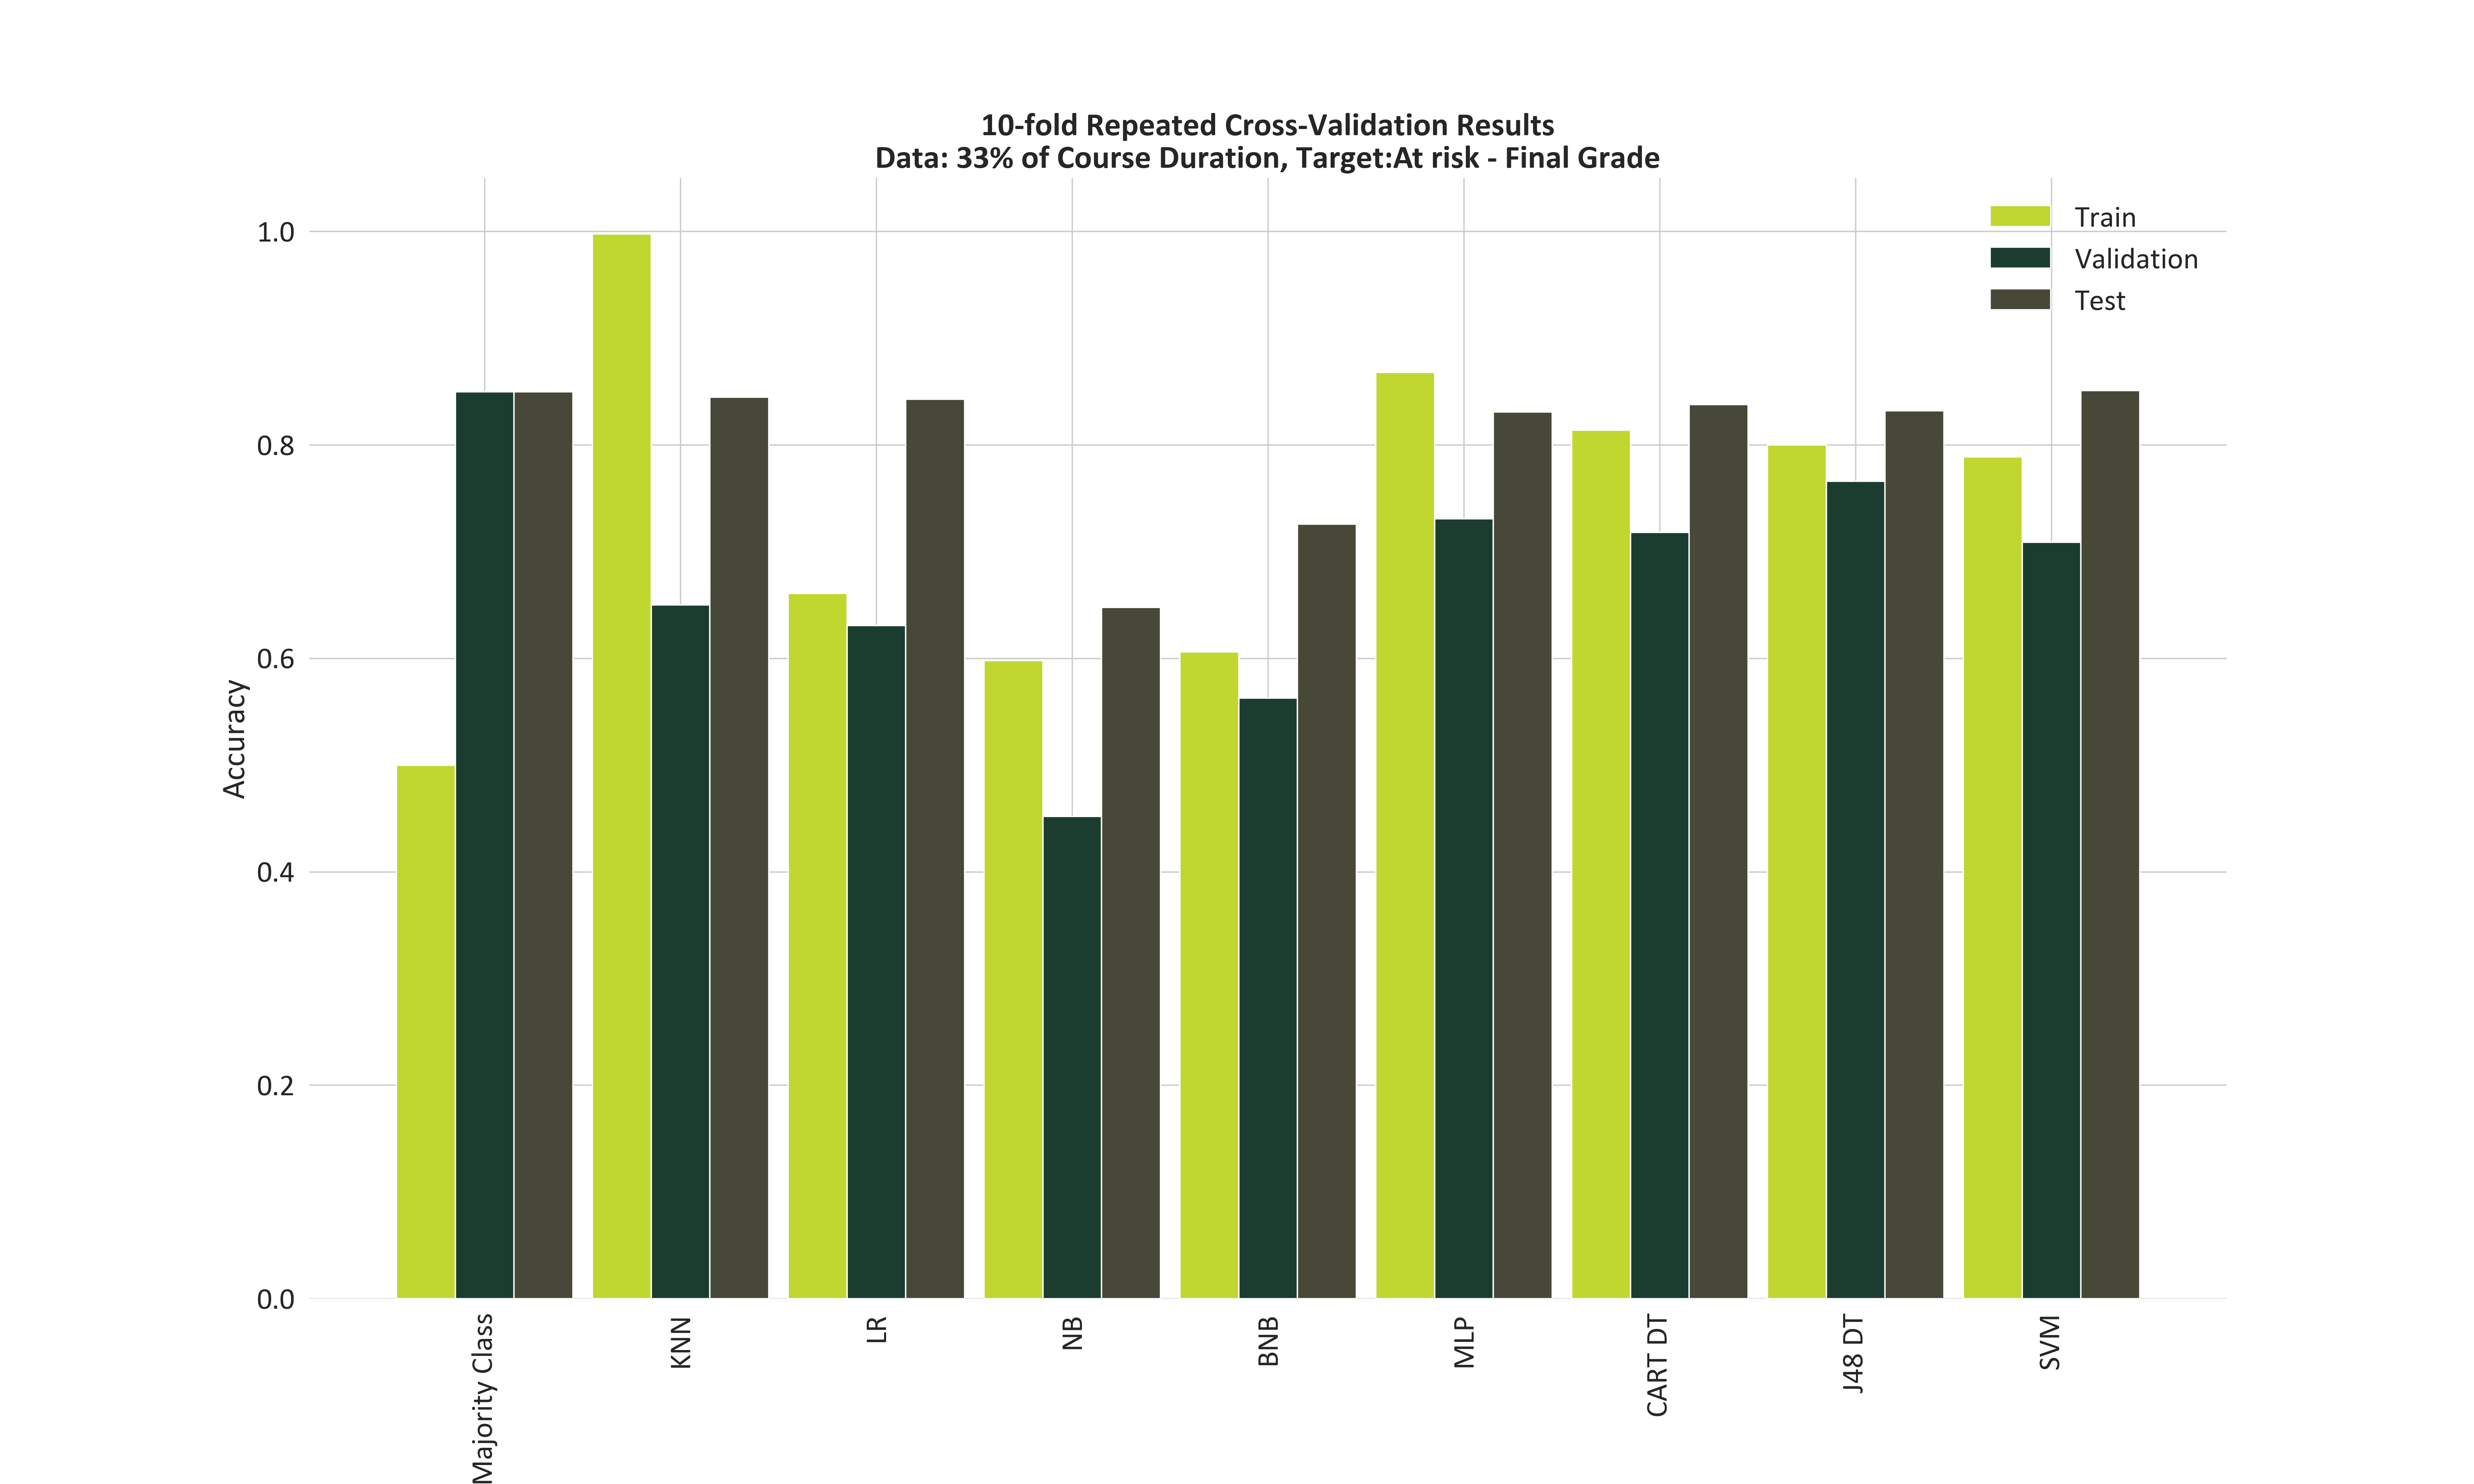 10-fold Repeated Cross-Validation Results
Data: 33% of Course Duration, Target:At risk - Final Grade
Train
Validation
Test
Accuracy
1.0
0.8
0.6
0.4
0.2
0.0
Majority Class
KNN
LR
NB
BNB
MLP
CART DT
J48 DT
SVM